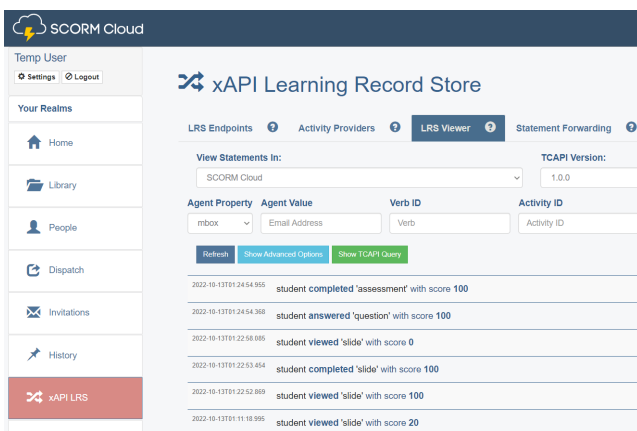 SCORM Cloud
Temp User
Settings Logout
Your Realms
Home
Library
People
Dispatch
Invitations
History
xAPI LRS
xAPI Learning Record Store
LRS Endpoints ? Activity Providers ? LRS Viewer ? Statement Forwarding ?
View Statements In: TCAPI Version:
SCORM Cloud 1.0.0
Agent Property Agent Value Verb ID Activity ID
mbox Email Address Verb Activity ID
Refresh Show Advanced Options Show TCAPI Query
2022-10-13T01:24:54.955 student completed 'assessment' with score 100
2022-10-13T01:24:54.368 student answered 'question' with score 100
2022-10-13T01:22:58.085 student viewed 'slide' with score 0
2022-10-13T01:22:53.454 student completed 'slide' with score 100
2022-10-13T01:22:52.869 student viewed 'slide' with score 100
2022-10-13T01:11:18.995 student viewed 'slide' with score 20